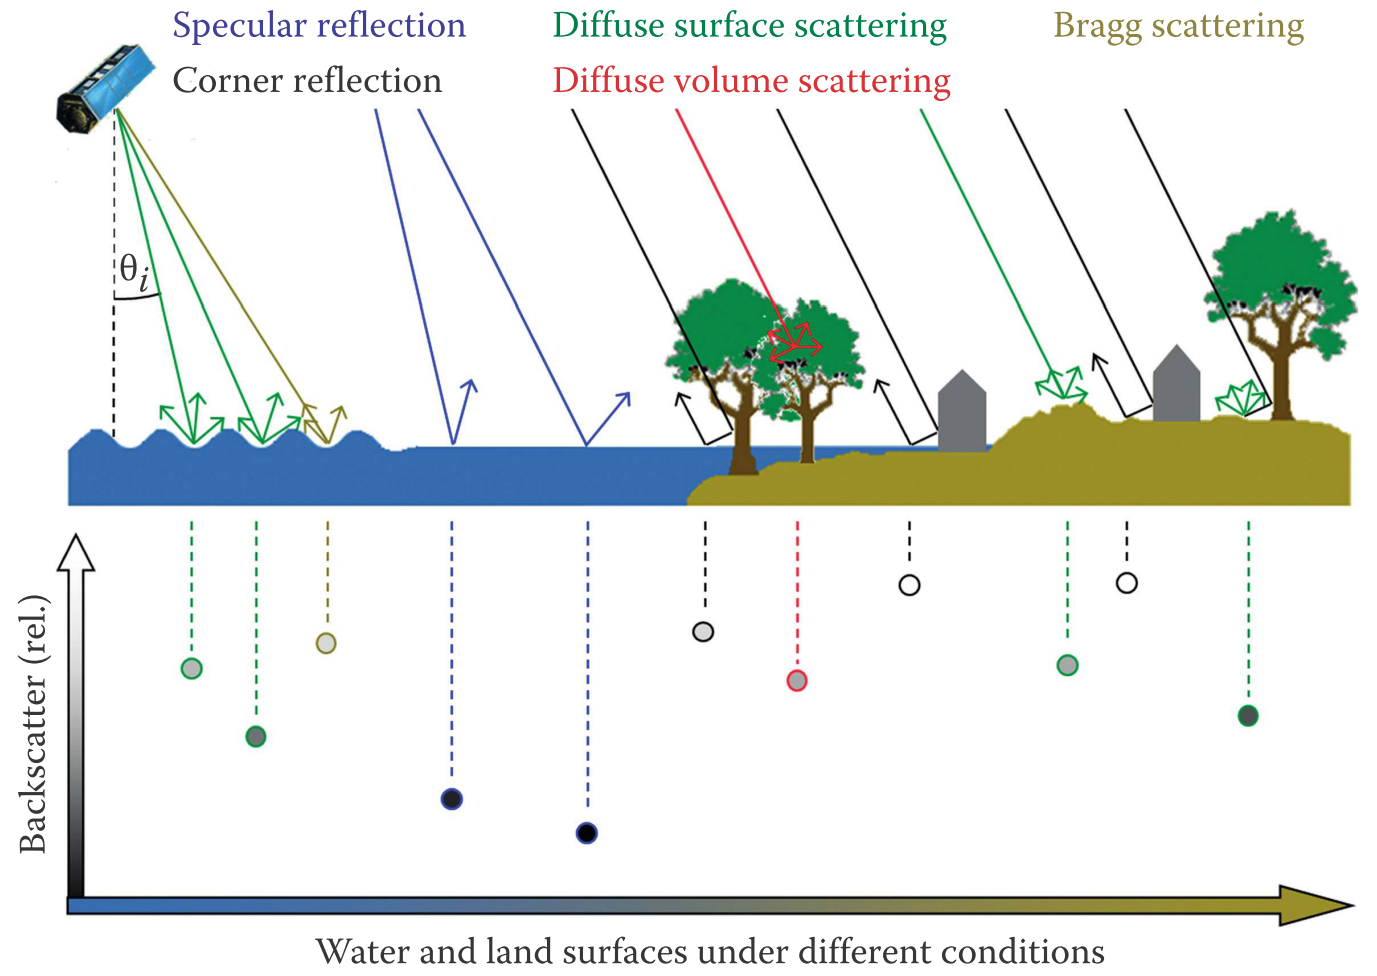 Specular reflection
Corner reflection
Diffuse surface scattering
Diffuse volume scattering
Bragg scattering
θi
Backscatter (rel.)
Water and land surfaces under different conditions